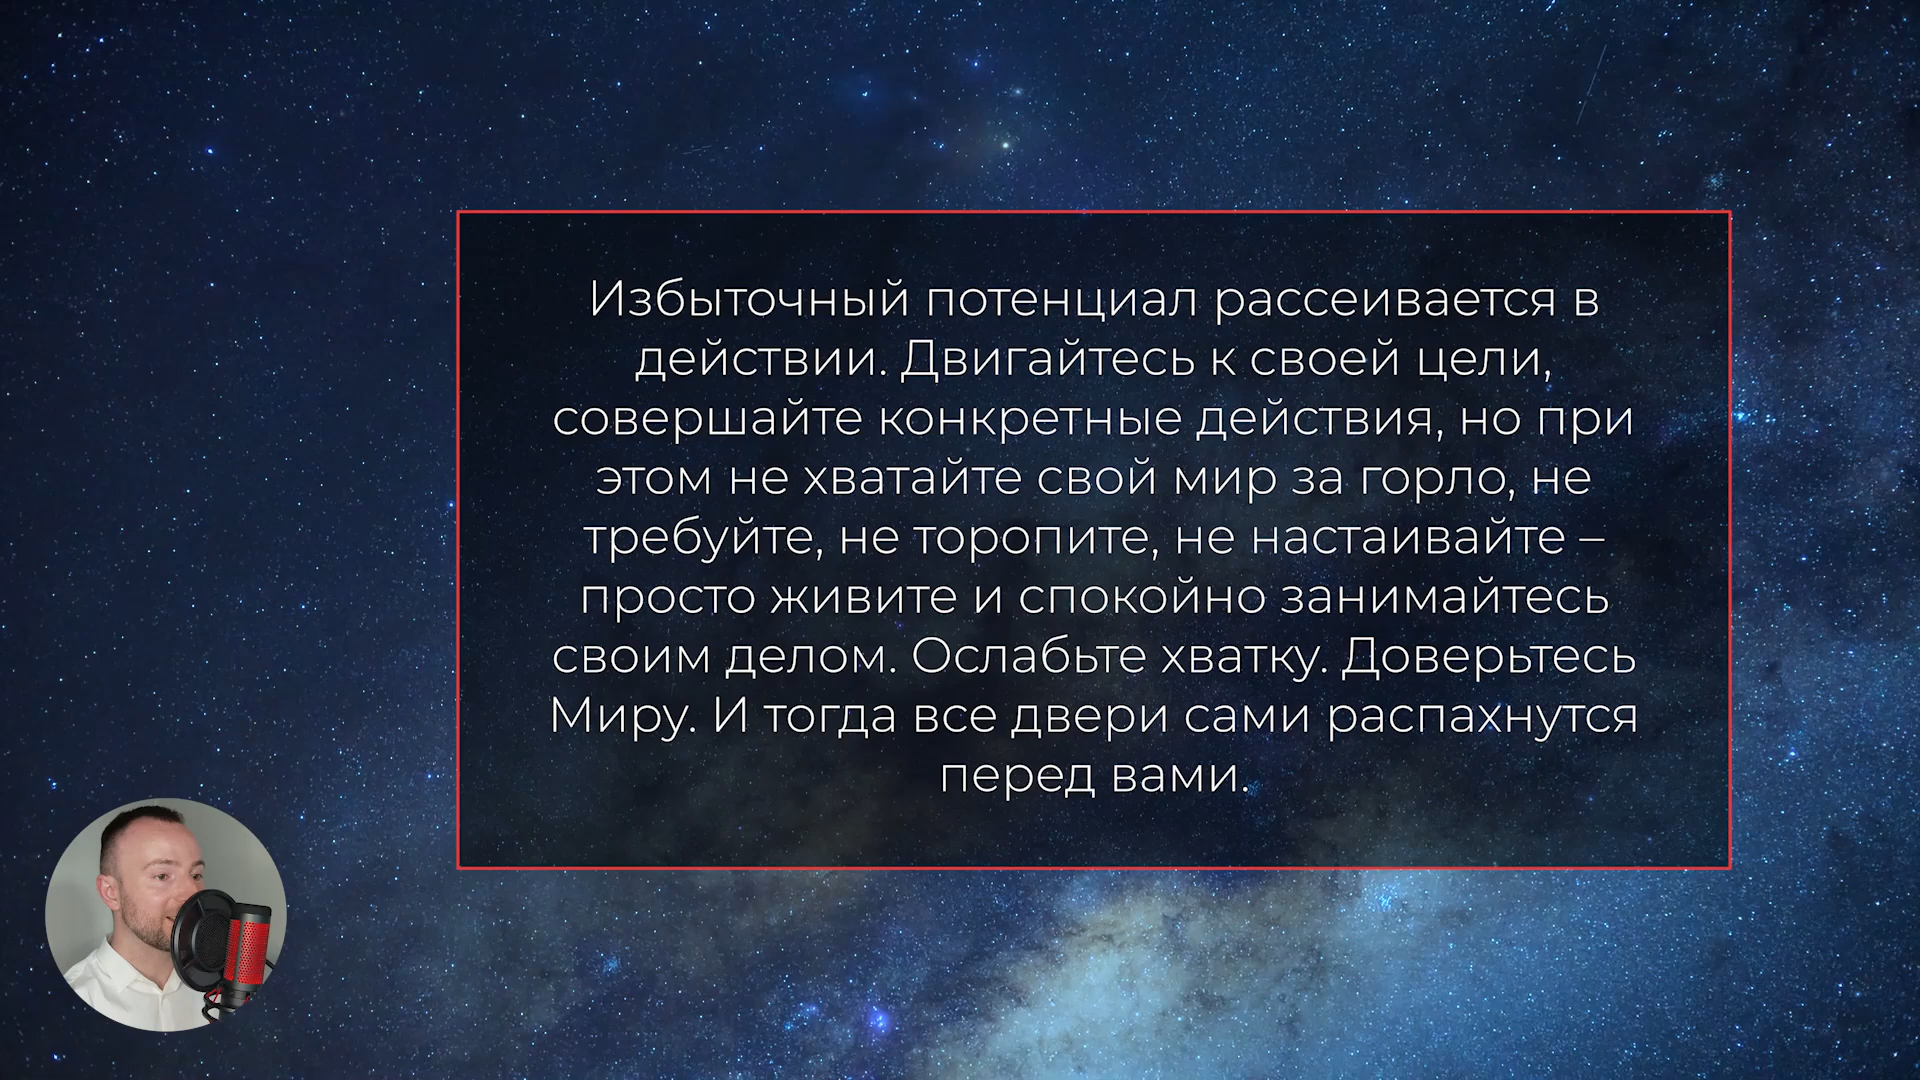 Избыточный потенциал рассеивается в
действии. Двигайтесь к своей цели,
совершайте конкретные действия, но при
этом не хватайте свой мир за горло, не
требуйте, не торопите, не настаивайте –
просто живите и спокойно занимайтесь
своим делом. Ослабьте хватку. Доверьтесь
Миру. И тогда все двери сами распахнутся
перед вами.